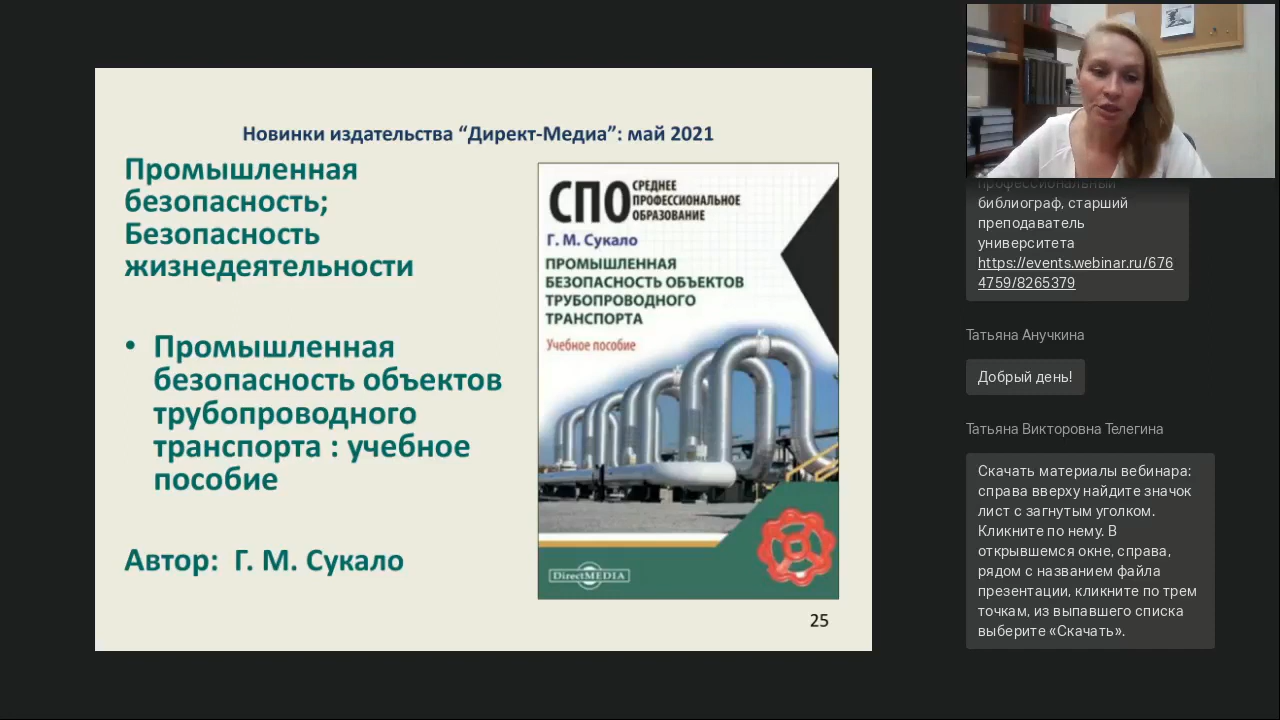 Новинки издательства “Директ-Медиа”: май 2021
Промышленная
безопасность;
Безопасность
жизнедеятельности
• Промышленная
безопасность объектов
трубопроводного
транспорта : учебное
пособие
Автор: Г. М. Сукало
СПО СРЕДНЕЕ
ПРОФЕССИОНАЛЬНОЕ
ОБРАЗОВАНИЕ
Г. М. Сукало
ПРОМЫШЛЕННАЯ
БЕЗОПАСНОСТЬ ОБЪЕКТОВ
ТРУБОПРОВОДНОГО
ТРАНСПОРТА
Учебное пособие
DirectMEDIA
25
профессиональный
библиограф, старший
преподаватель
университета
https://events.webinar.ru/676
4759/8265379
Татьяна Анучкина
Добрый день!
Татьяна Викторовна Телегина
Скачать материалы вебинара:
справа вверху найдите значок
лист с загнутым уголком.
Кликните по нему. В
открывшемся окне, справа,
рядом с названием файла
презентации, кликните по трем
точкам, из выпавшего списка
выберите «Скачать».